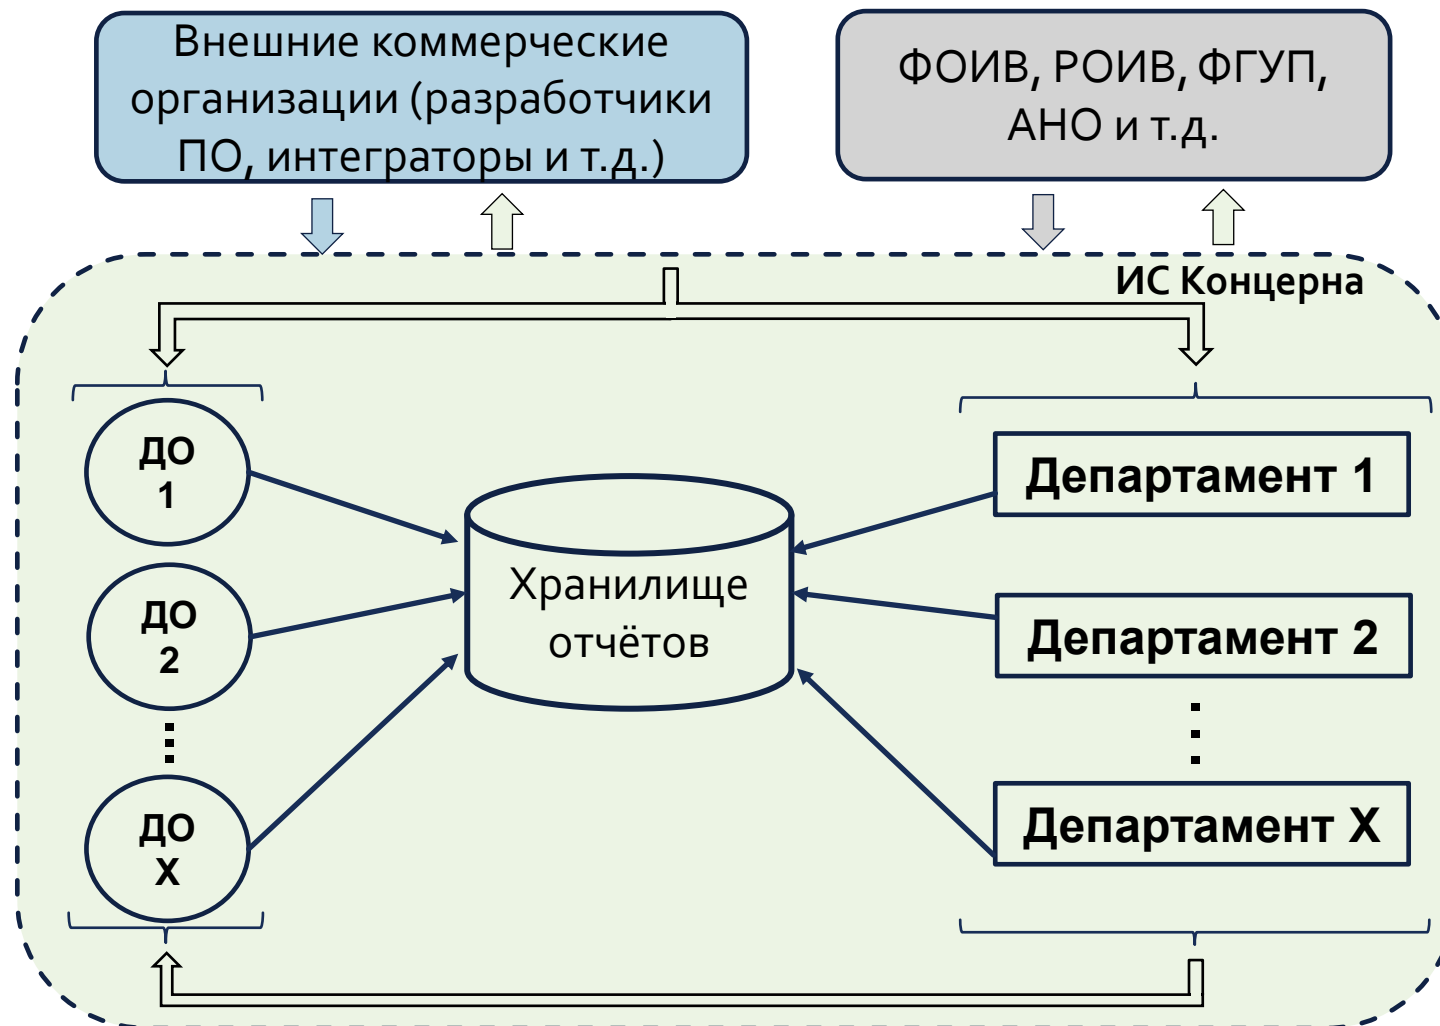 Внешние коммерческие
организации (разработчики
ПО, интеграторы и т.д.)
ФОИВ, РОИВ, ФГУП,
АНО и т.д.
ИС Концерна
ДО
1
ДО
2
ДО
X
Хранилище
отчётов
Департамент 1
Департамент 2
Департамент X